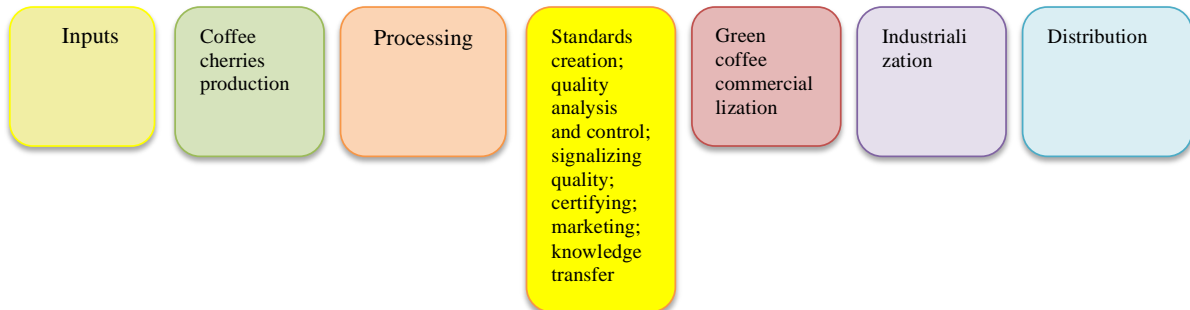 Inputs
Coffee
cherries
production
Processing
Standards
creation;
quality
analysis
and control;
signalizing
quality;
certifying;
marketing;
knowledge
transfer
Green
coffee
commercial
lization
Industriali
zation
Distribution